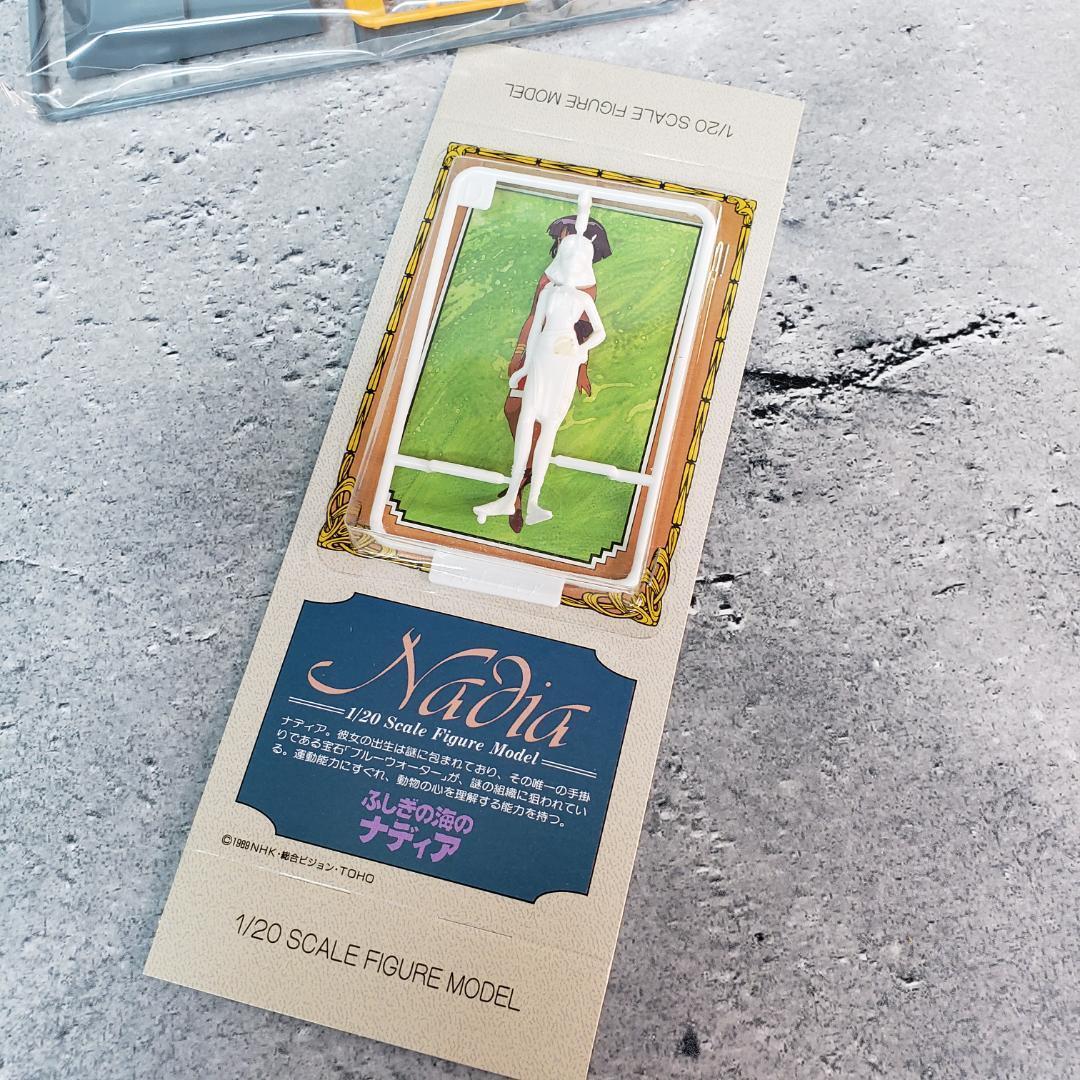 1/20 SCALE FIGURE MODEL
Nadia
1/20 Scale Figure Model
ナディア。彼女の出生は謎に包まれており、その唯一の手掛
りである宝石｢ブルーウォーター｣が、謎の組織に狙われてい
る。運動能力にすぐれ、動物の心を理解する能力を持つ。
ふしぎの海の
ナディア
©1989 NHK・総合ビジョン・TOHO
1/20 SCALE FIGURE MODEL